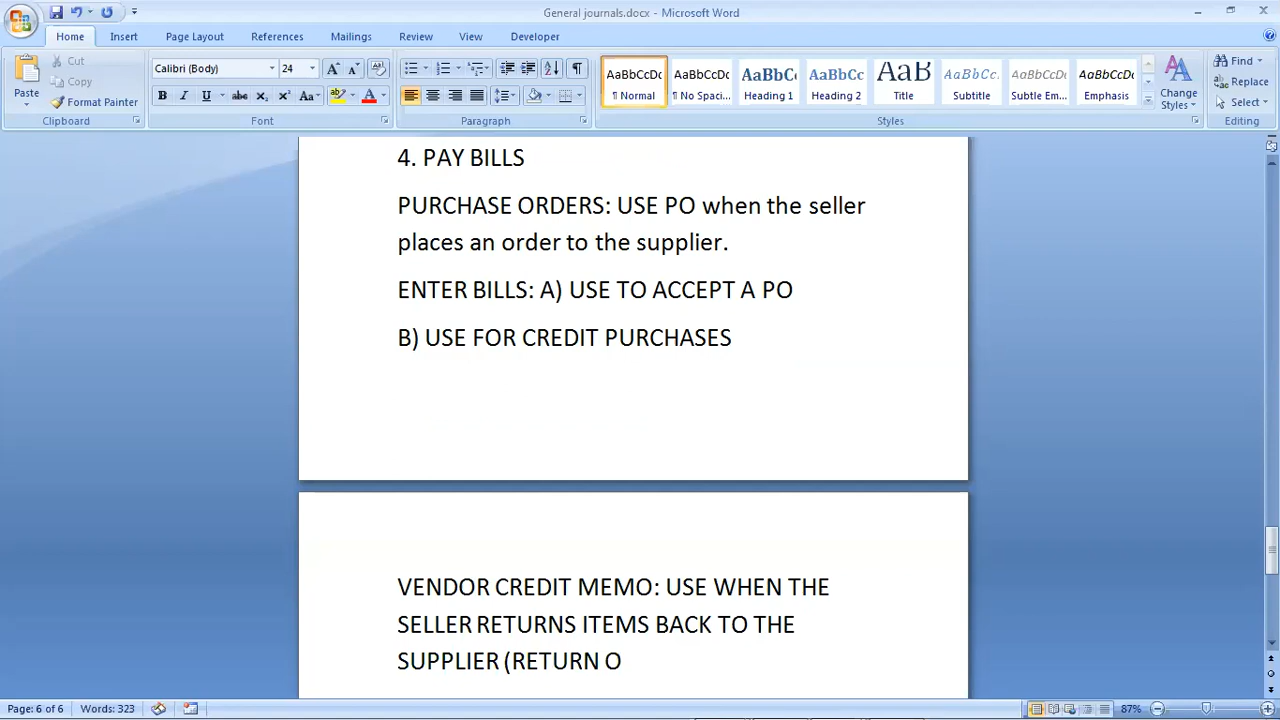 General journals.docx - Microsoft Word
Home Insert Page Layout References Mailings Review View Developer
Paste
Cut
Copy
Format Painter
Clipboard
Calibri (Body) 24
Font
Paragraph
AaBbCcDc
¶ Normal
AaBbCcDc
¶ No Spaci...
AaBbCc
Heading 1
AaBbCc
Heading 2
AaB
Title
AaBbCc.
Subtitle
AaBbCcDc
Subtle Em...
AaBbCcDc
Emphasis
Change
Styles
Styles
Find
Replace
Select
Editing
4. PAY BILLS
PURCHASE ORDERS: USE PO when the seller
places an order to the supplier.
ENTER BILLS: A) USE TO ACCEPT A PO
B) USE FOR CREDIT PURCHASES
VENDOR CREDIT MEMO: USE WHEN THE
SELLER RETURNS ITEMS BACK TO THE
SUPPLIER (RETURN O
Page: 6 of 6 Words: 323 87%